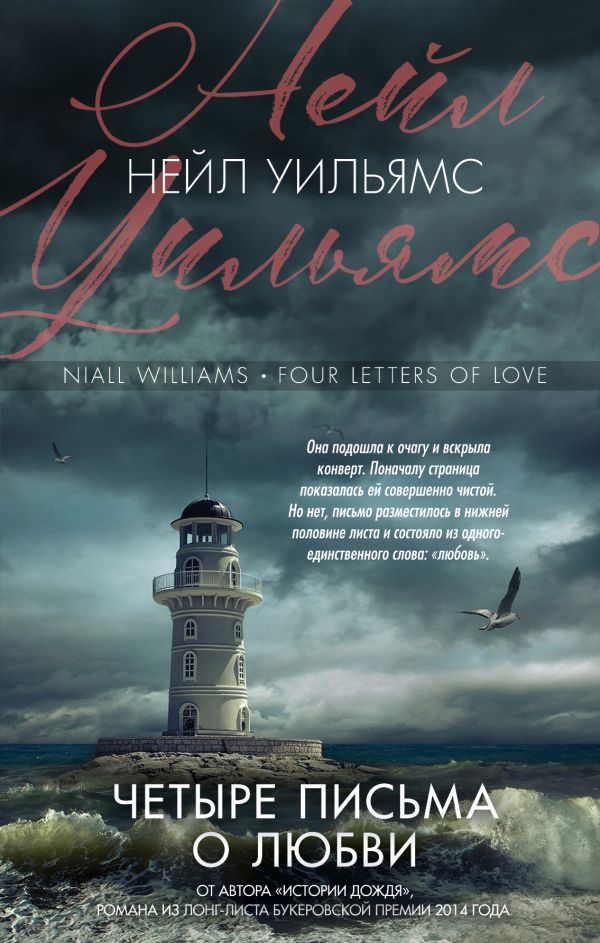 Нейл
НЕЙЛ УИЛЬЯМС
Уильямс
NIALL WILLIAMS • FOUR LETTERS OF LOVE
Она подошла к очагу и вскрыла
конверт. Поначалу страница
показалась ей совершенно чистой.
Но нет, письмо разместилось в нижней
половине листа и состояло из одного-
единственного слова: «любовь».
ЧЕТЫРЕ ПИСЬМА
О ЛЮБВИ
ОТ АВТОРА «ИСТОРИИ ДОЖДЯ»,
РОМАНА ИЗ ЛОНГ-ЛИСТА БУКЕРОВСКОЙ ПРЕМИИ 2014 ГОДА